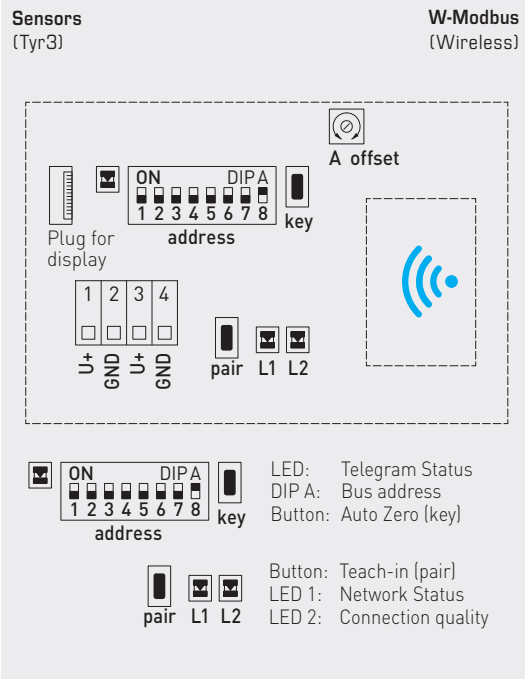 Sensors
(Tyr3)
W-Modbus
(Wireless)
A offset
ON DIP A
1 2 3 4 5 6 7 8
address
key
Plug for
display
1 2 3 4
U+ GND U+ GND
pair L1 L2
ON DIP A
1 2 3 4 5 6 7 8
address
key
LED: Telegram Status
DIP A: Bus address
Button: Auto Zero (key)
pair L1 L2
Button: Teach-in (pair)
LED 1: Network Status
LED 2: Connection quality